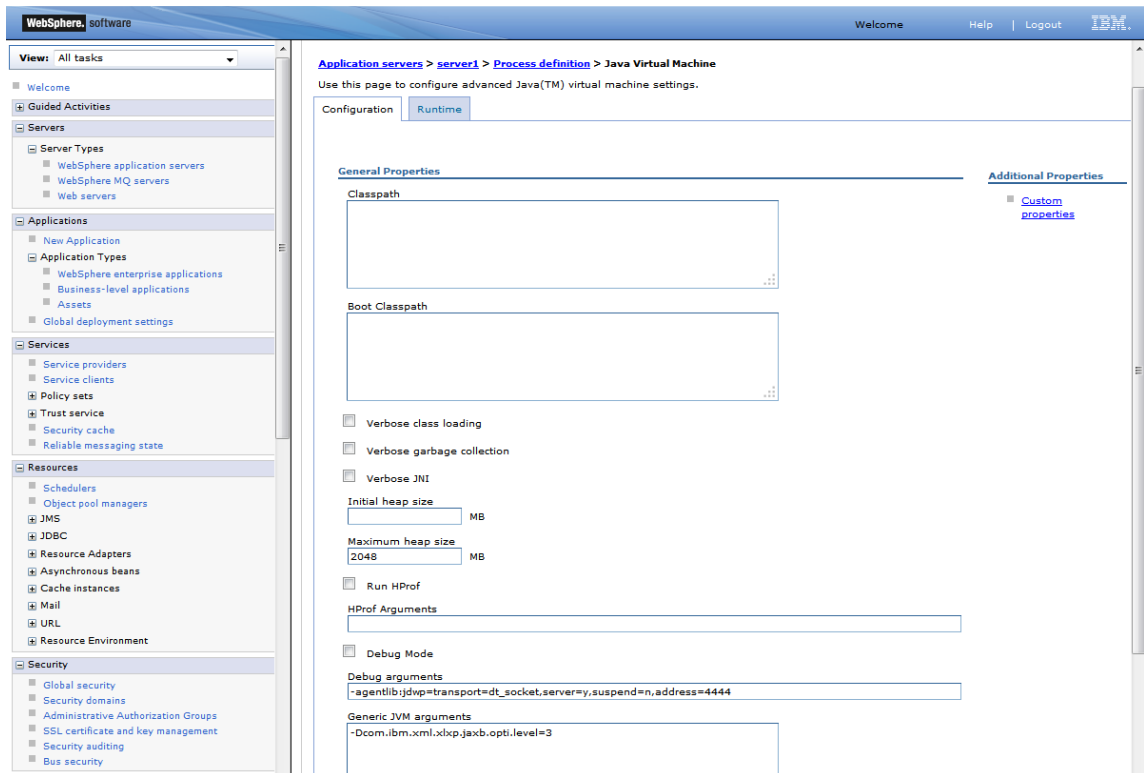 WebSphere. software
Welcome Help | Logout IBM.
View: All tasks
Welcome
Guided Activities
Servers
Server Types
WebSphere application servers
WebSphere MQ servers
Web servers
Applications
New Application
Application Types
WebSphere enterprise applications
Business-level applications
Assets
Global deployment settings
Services
Service providers
Service clients
Policy sets
Trust service
Security cache
Reliable messaging state
Resources
Schedulers
Object pool managers
JMS
JDBC
Resource Adapters
Asynchronous beans
Cache instances
Mail
URL
Resource Environment
Security
Global security
Security domains
Administrative Authorization Groups
SSL certificate and key management
Security auditing
Bus security
Application servers > server1 > Process definition > Java Virtual Machine
Use this page to configure advanced Java(TM) virtual machine settings.
Configuration Runtime
General Properties
Classpath
Boot Classpath
Verbose class loading
Verbose garbage collection
Verbose JNI
Initial heap size
MB
Maximum heap size
2048 MB
Run HProf
HProf Arguments
Debug Mode
Debug arguments
-agentlib:jdwp=transport=dt_socket,server=y,suspend=n,address=4444
Generic JVM arguments
-Dcom.ibm.xml.xlxp.jaxb.opti.level=3
Additional Properties
Custom
properties